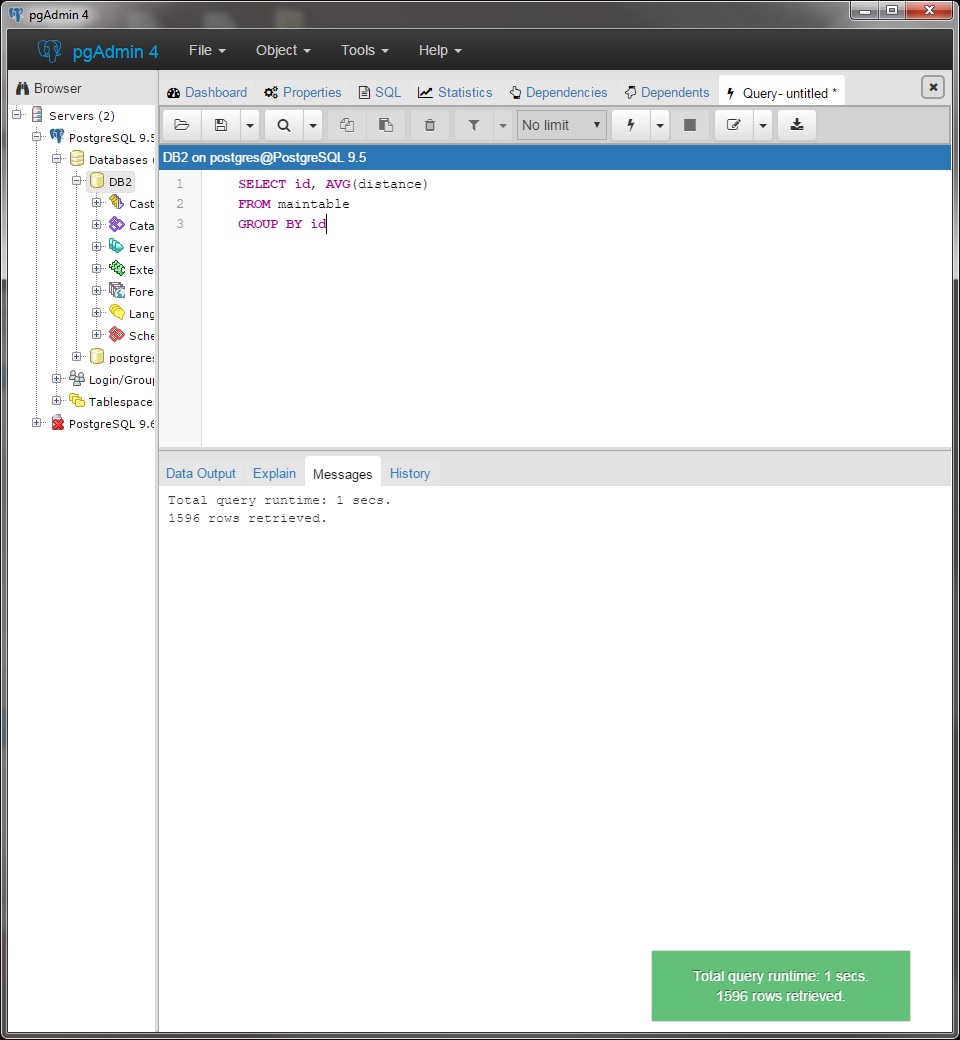 pgAdmin 4
pgAdmin 4 File Object Tools Help
Browser
Servers (2)
PostgreSQL 9.5
Databases (
DB2
Cast
Cata
Ever
Exte
Fore
Lang
Sche
postgres
Login/Grou
Tablespace
PostgreSQL 9.6
Dashboard Properties SQL Statistics Dependencies Dependents Query- untitled *
No limit
DB2 on postgres@PostgreSQL 9.5
1 SELECT id, AVG(distance)
2 FROM maintable
3 GROUP BY id
Data Output Explain Messages History
Total query runtime: 1 secs.
1596 rows retrieved.
Total query runtime: 1 secs.
1596 rows retrieved.